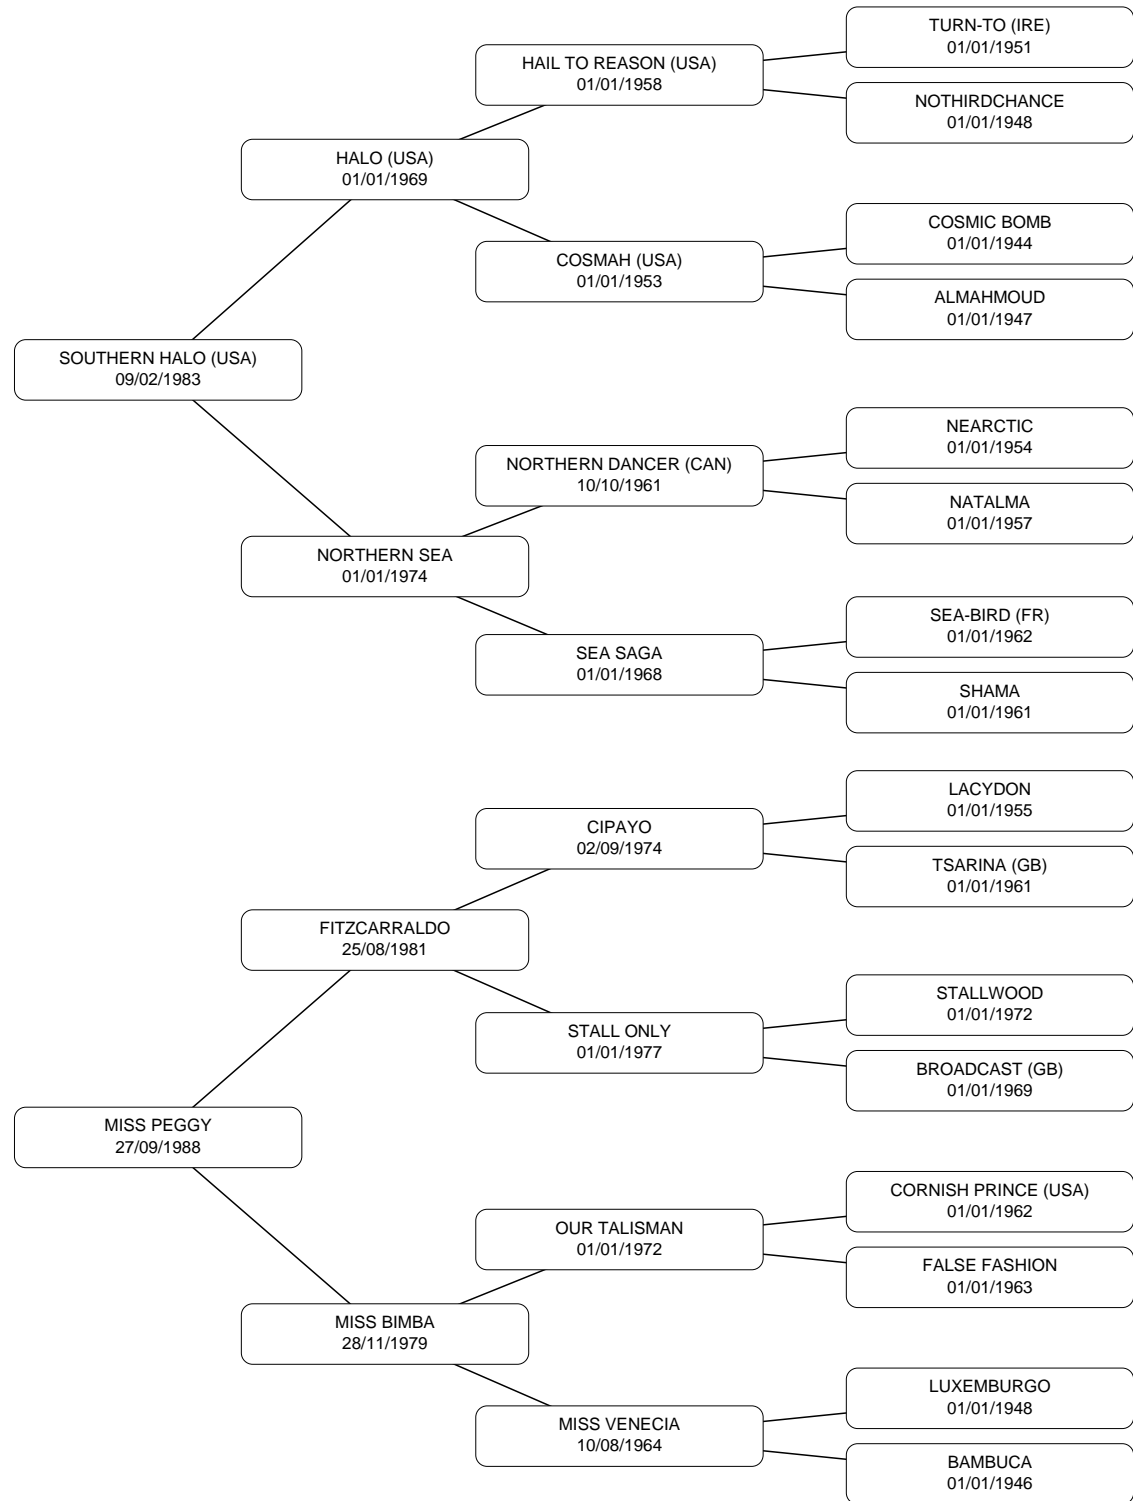 TURN-TO (IRE)
01/01/1951
HAIL TO REASON (USA)
01/01/1958
NOTHIRDCHANCE
01/01/1948
HALO (USA)
01/01/1969
COSMIC BOMB
01/01/1944
COSMAH (USA)
01/01/1953
ALMAHMOUD
01/01/1947
SOUTHERN HALO (USA)
09/02/1983
NEARCTIC
01/01/1954
NORTHERN DANCER (CAN)
10/10/1961
NATALMA
01/01/1957
NORTHERN SEA
01/01/1974
SEA-BIRD (FR)
01/01/1962
SEA SAGA
01/01/1968
SHAMA
01/01/1961
LACYDON
01/01/1955
CIPAYO
02/09/1974
TSARINA (GB)
01/01/1961
FITZCARRALDO
25/08/1981
STALLWOOD
01/01/1972
STALL ONLY
01/01/1977
BROADCAST (GB)
01/01/1969
MISS PEGGY
27/09/1988
CORNISH PRINCE (USA)
01/01/1962
OUR TALISMAN
01/01/1972
FALSE FASHION
01/01/1963
MISS BIMBA
28/11/1979
LUXEMBURGO
01/01/1948
MISS VENECIA
10/08/1964
BAMBUCA
01/01/1946